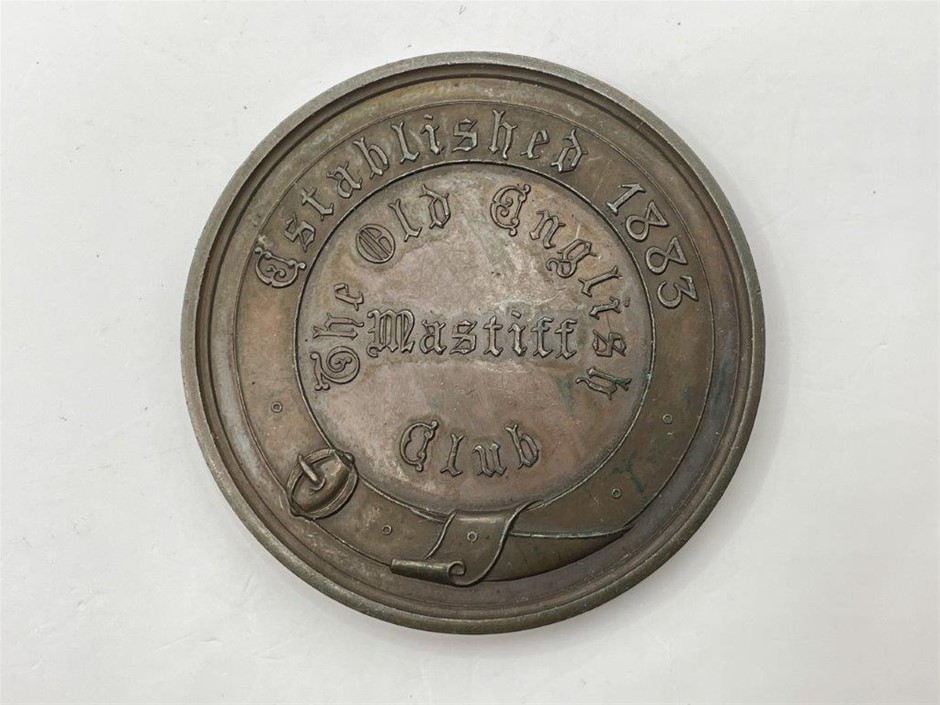 Established 1883
The Old English
Mastiff
Club